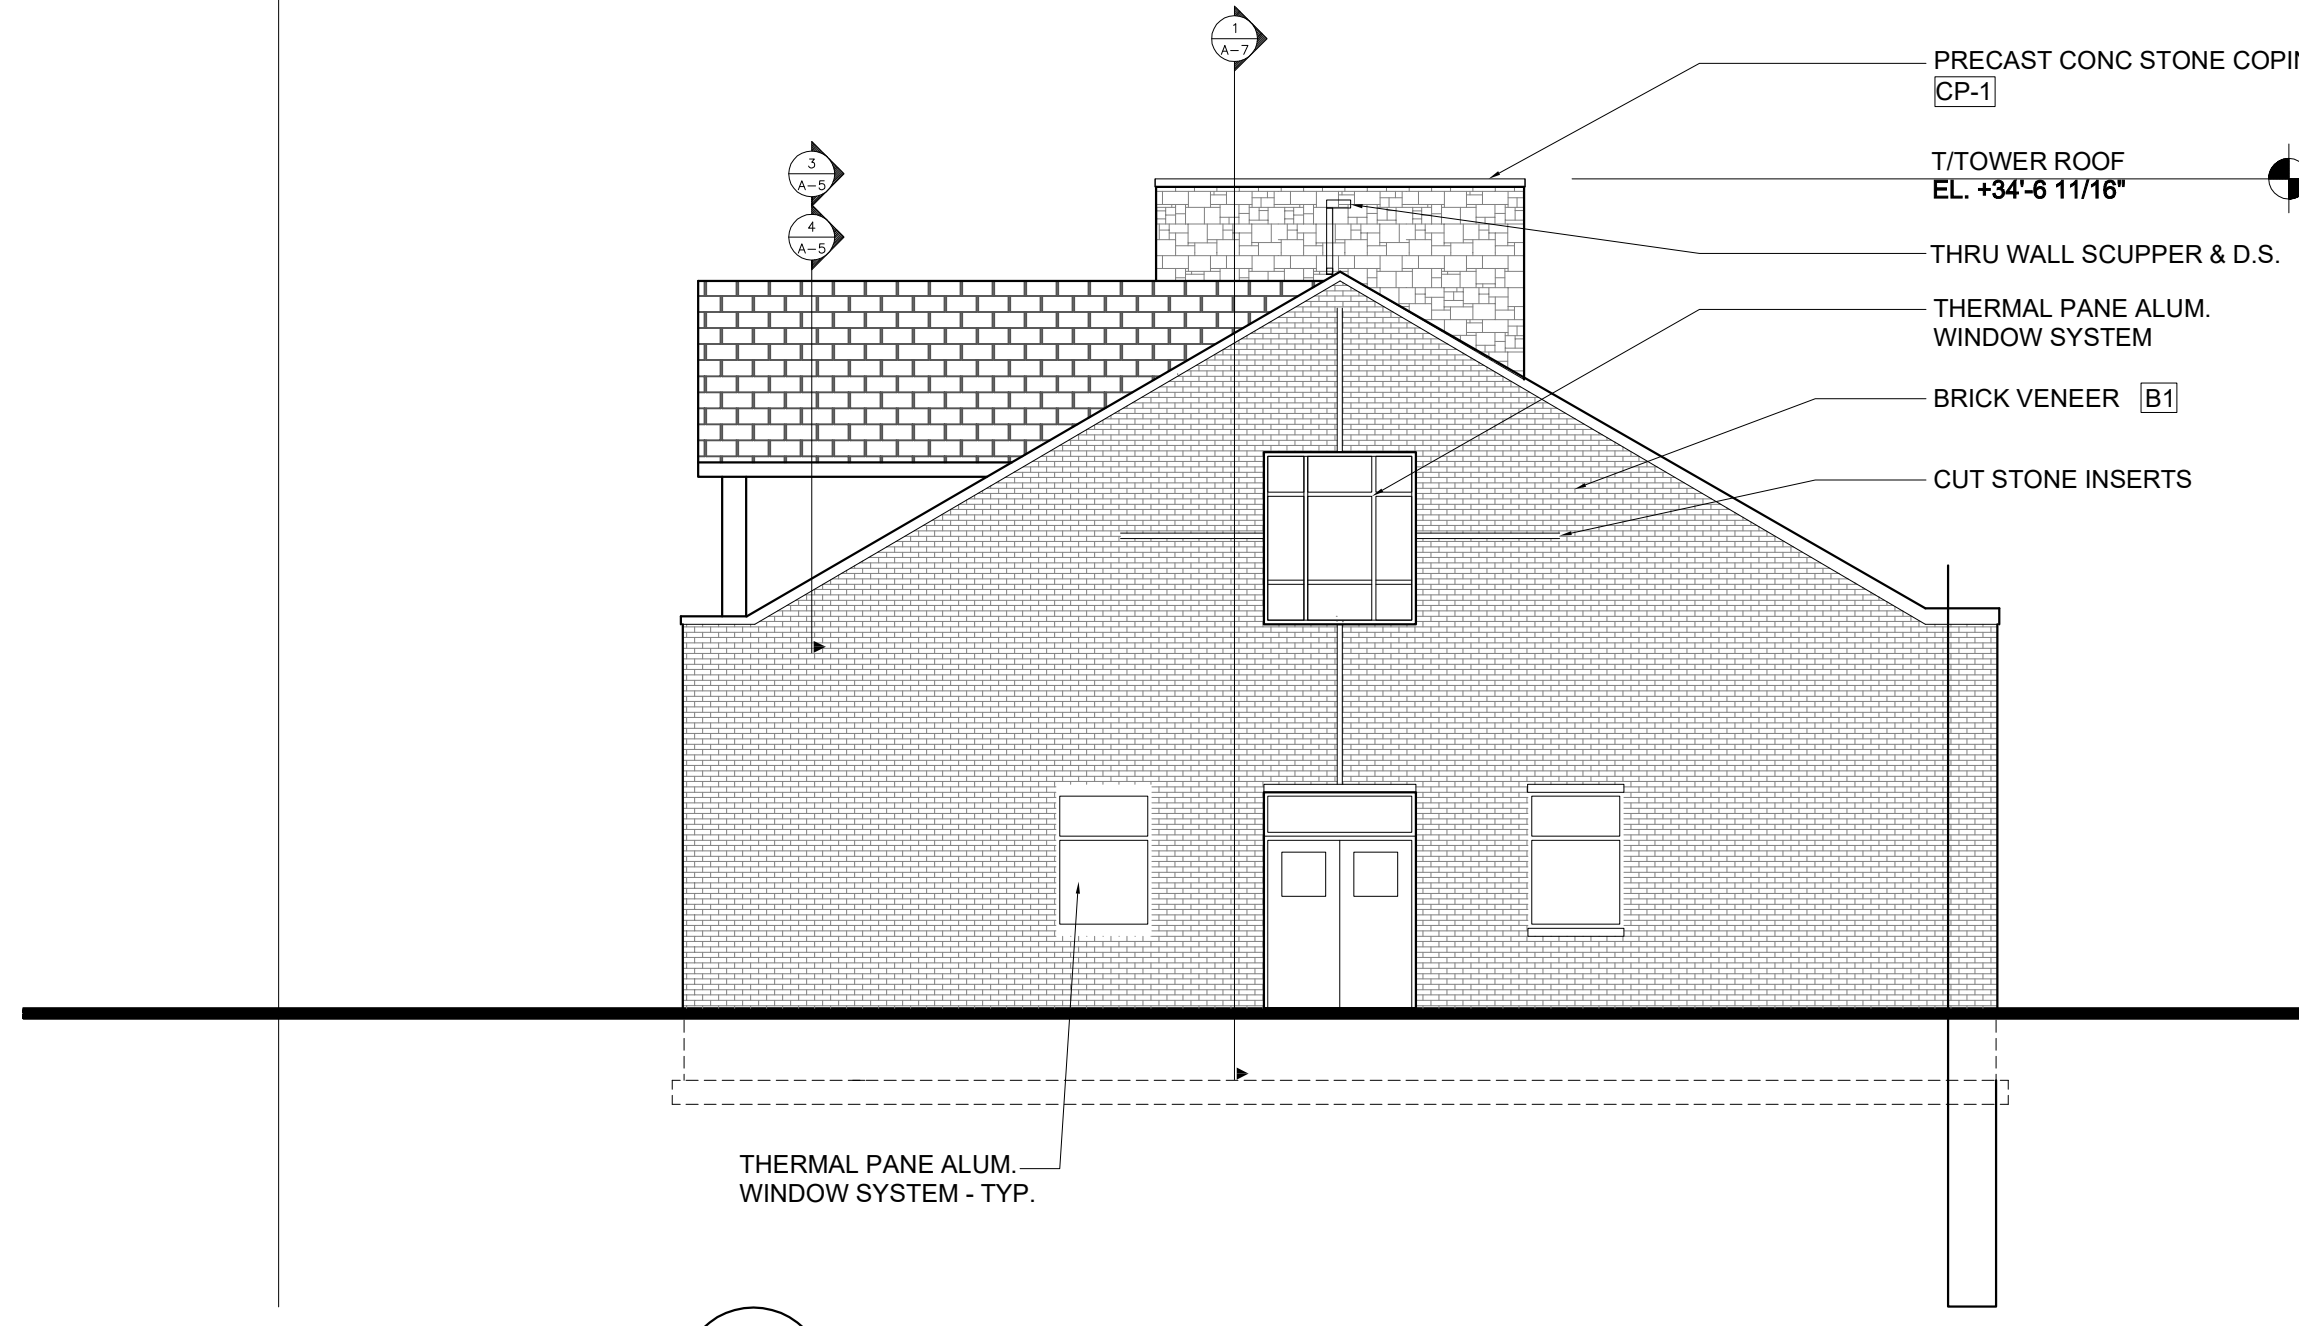 1
A-7
PRECAST CONC STONE
CP-1
3
A-5
T/TOWER ROOF
EL. +34'-6 11/16"
4
A-5
THRU WALL SCUPPER & D.S.
THERMAL PANE ALUM.
WINDOW SYSTEM
BRICK VENEER B1
CUT STONE INSERTS
THERMAL PANE ALUM.
WINDOW SYSTEM - TYP.